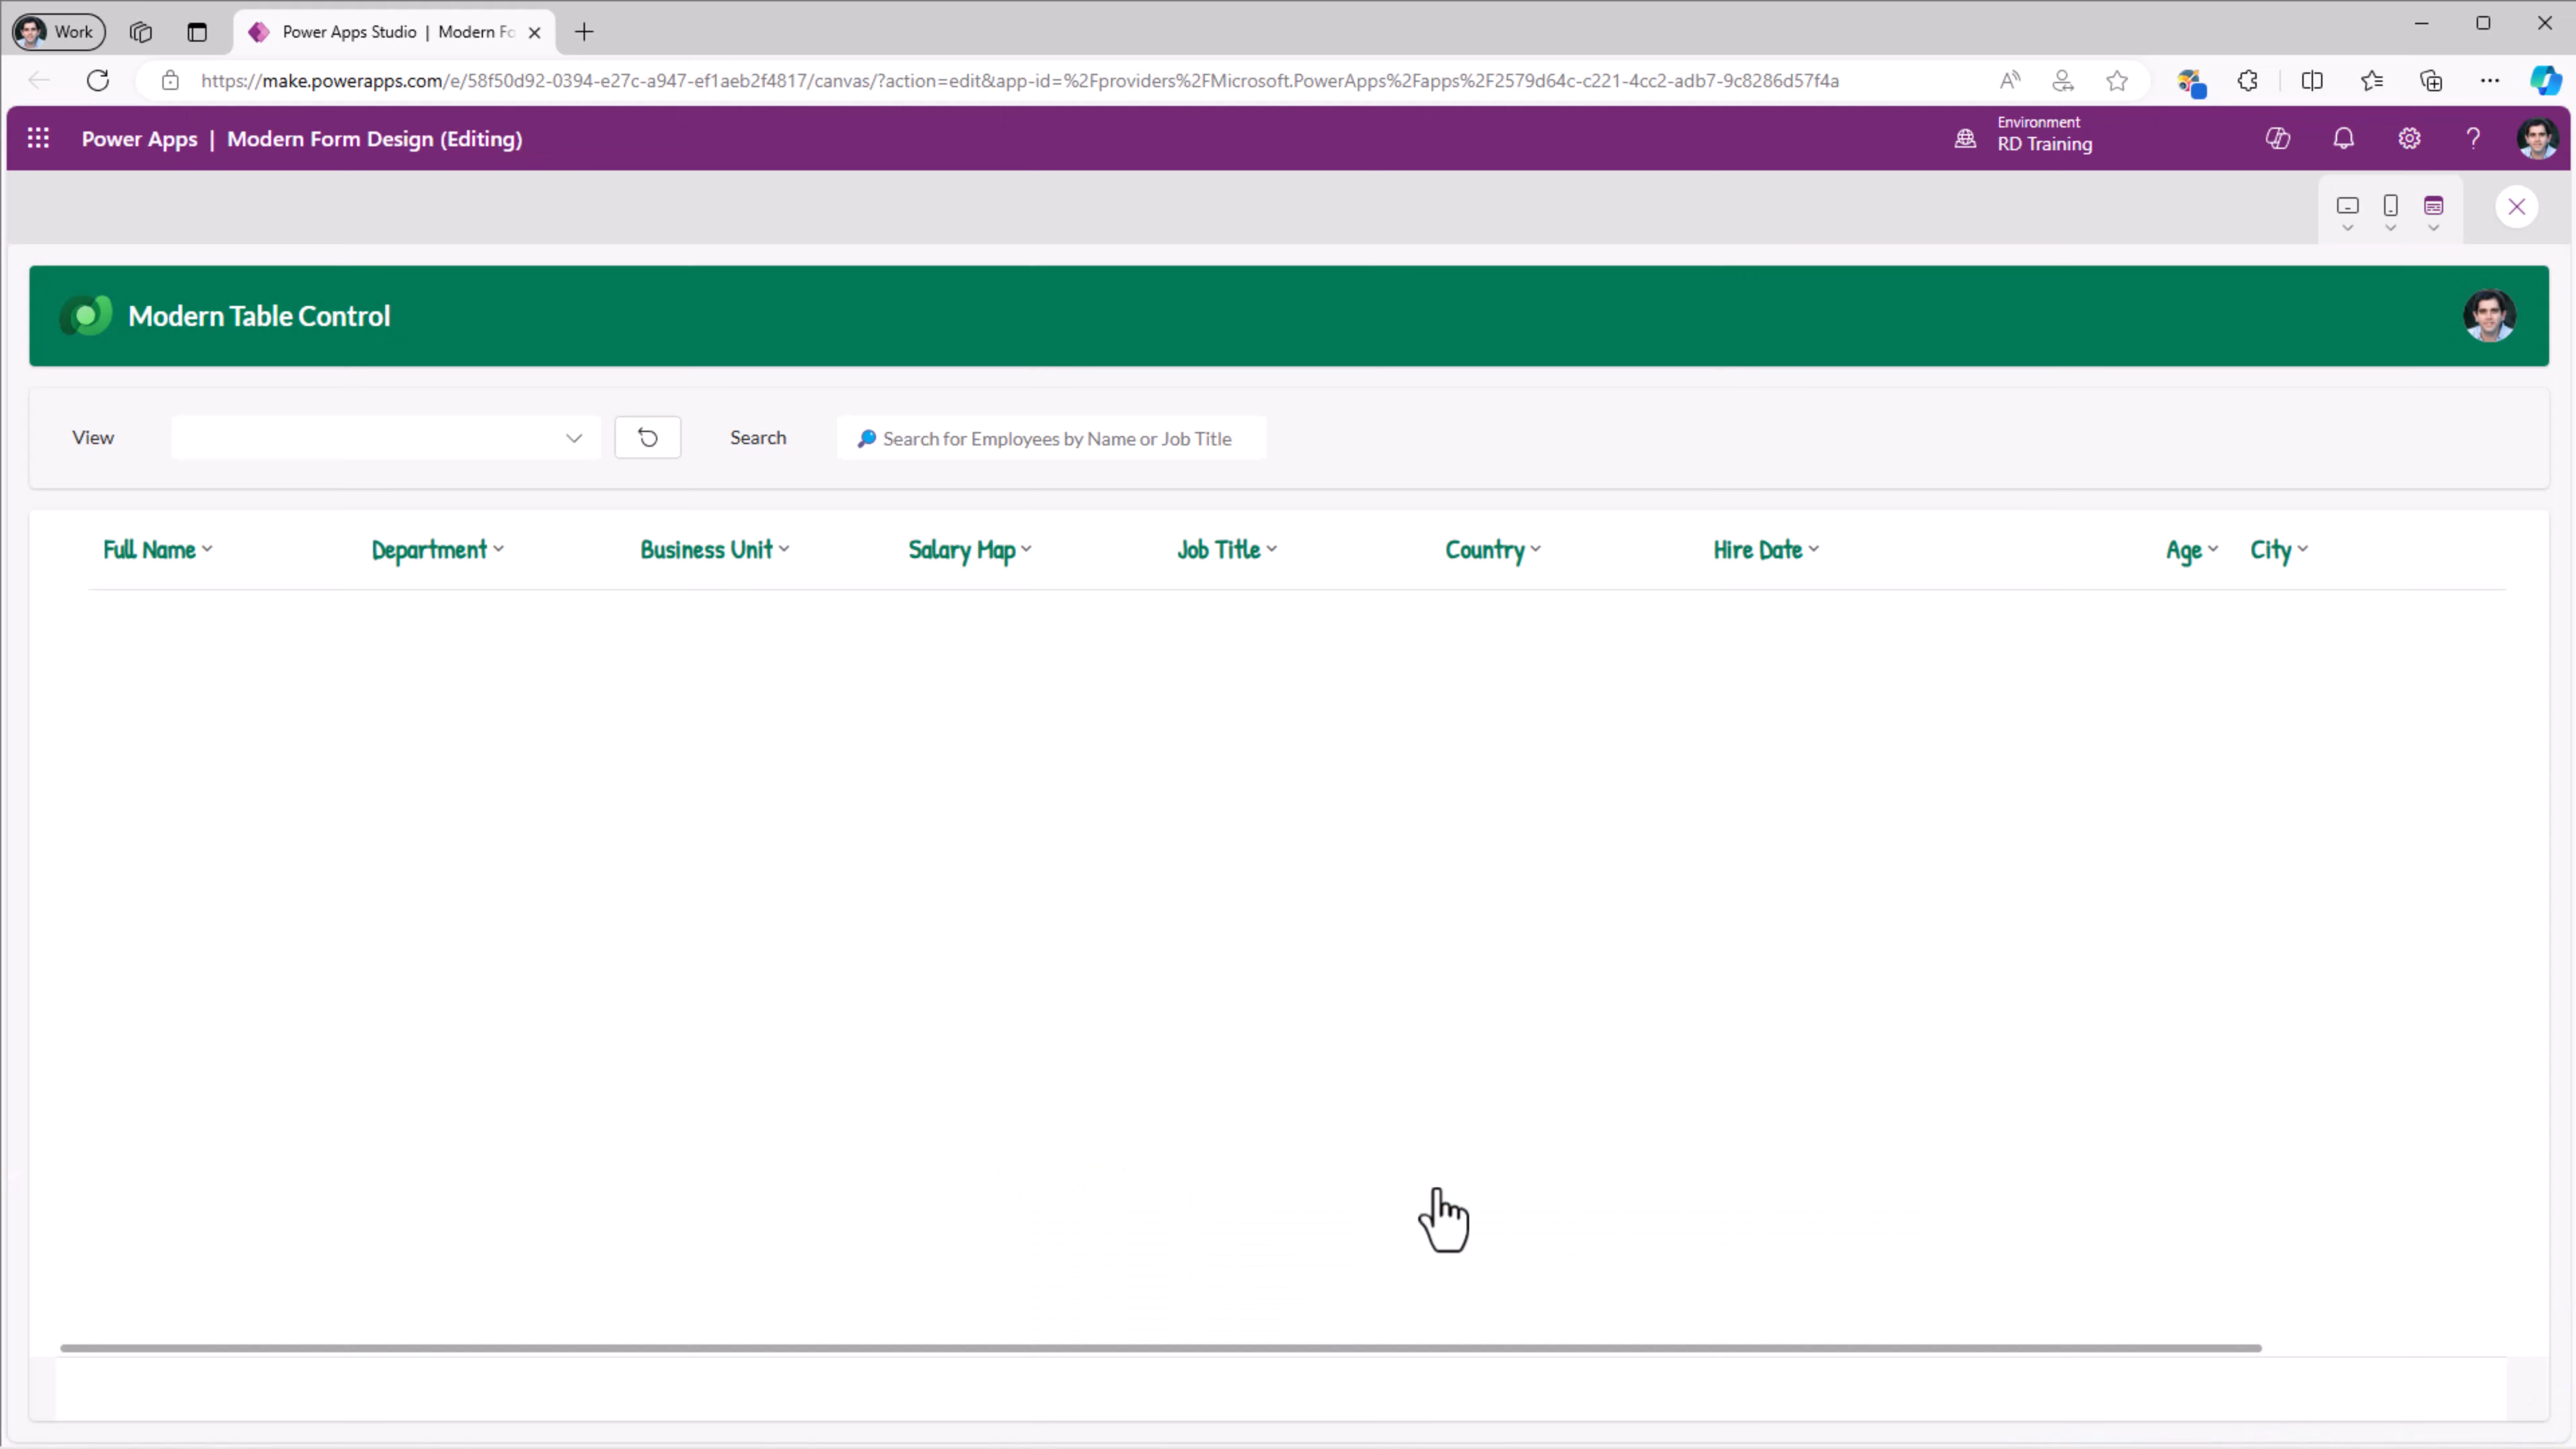 Work
Power Apps Studio | Modern Fo
https://make.powerapps.com/e/58f50d92-0394-e27c-a947-ef1aeb2f4817/canvas/?action=edit&app-id=%2Fproviders%2FMicrosoft.PowerApps%2Fapps%2F2579d64c-c221-4cc2-adb7-9c8286d57f4a
Power Apps | Modern Form Design (Editing)
Environment
RD Training
Modern Table Control
View
Search
Search for Employees by Name or Job Title
Full Name Department Business Unit Salary Map Job Title Country Hire Date Age City